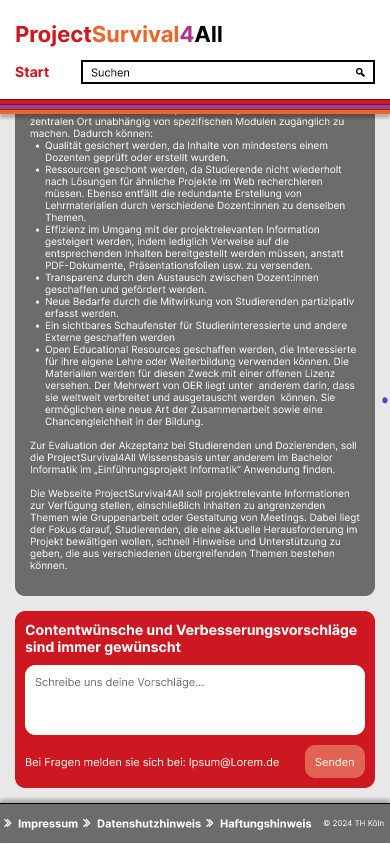 ProjectSurvival4All
Start
Suchen
zentralen Ort unabhängig von spezifischen Modulen zugänglich zu
machen. Dadurch können:
• Qualität gesichert werden, da Inhalte von mindestens einem
Dozenten geprüft oder erstellt wurden.
• Ressourcen geschont werden, da Studierende nicht wiederholt
nach Lösungen für ähnliche Projekte im Web recherchieren
müssen. Ebenso entfällt die redundante Erstellung von
Lehrmaterialien durch verschiedene Dozent:innen zu denselben
Themen.
• Effizienz im Umgang mit der projektrelevanten Information
gesteigert werden, indem lediglich Verweise auf die
entsprechenden Inhalten bereitgestellt werden müssen, anstatt
PDF-Dokumente, Präsentationsfolien usw. zu versenden.
• Transparenz durch den Austausch zwischen Dozent:innen
geschaffen und gefördert werden.
• Neue Bedarfe durch die Mitwirkung von Studierenden partizipativ
erfasst werden.
• Ein sichtbares Schaufenster für Studieninteressierte und andere
Externe geschaffen werden
• Open Educational Resources geschaffen werden, die Interessierte
für ihre eigene Lehre oder Weiterbildung verwenden können. Die
Materialien werden für diesen Zweck mit einer offenen Lizenz
versehen. Der Mehrwert von OER liegt unter anderem darin, dass
sie weltweit verbreitet und ausgetauscht werden können. Sie
ermöglichen eine neue Art der Zusammenarbeit sowie eine
Chancengleichheit in der Bildung.
Zur Evaluation der Akzeptanz bei Studierenden und Dozierenden, soll
die ProjectSurvival4All Wissensbasis unter anderem im Bachelor
Informatik im „Einführungsprojekt Informatik“ Anwendung finden.
Die Webseite ProjectSurvival4All soll projektrelevante Informationen
zur Verfügung stellen, einschließlich Inhalten zu angrenzenden
Themen wie Gruppenarbeit oder Gestaltung von Meetings. Dabei liegt
der Fokus darauf, Studierenden, die eine aktuelle Herausforderung im
Projekt bewältigen wollen, schnell Hinweise und Unterstützung zu
geben, die aus verschiedenen übergreifenden Themen bestehen
können.
Contentwünsche und Verbesserungsvorschläge
sind immer gewünscht
Schreibe uns deine Vorschläge...
Bei Fragen melden sie sich bei: Ipsum@Lorem.de
Senden
Impressum Datenshutzhinweis Haftungshinweis © 2024 TH Köln